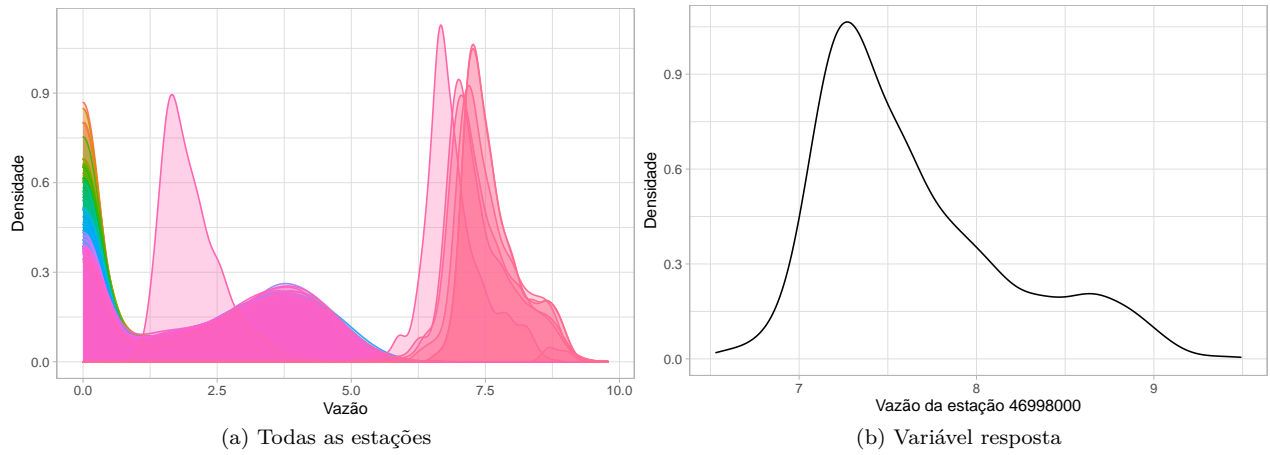 Densidade
0.9
0.6
0.3
0.0
0.0
2.5
5.0
7.5
10.0
Vazão
(a) Todas as estações
Densidade
0.9
0.6
0.3
0.0
7
8
9
Vazão da estação 46998000
(b) Variável resposta